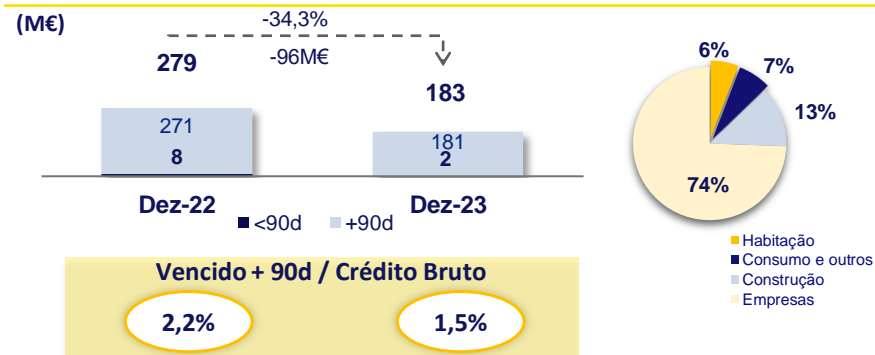 (M€)
-34,3%
-96M€
279
183
271
8
181
2
Dez-22
Dez-23
<90d
+90d
Vencido + 90d / Crédito Bruto
2,2%
1,5%
6%
7%
13%
74%
Habitação
Consumo e outros
Construção
Empresas